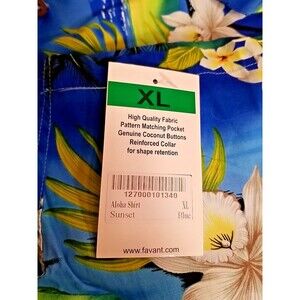 XL
High Quality Fabric
Pattern Matching Pocket
Genuine Coconut Buttons
Reinforced Collar
for shape retention
127000101340
Aloha Shirt XL
Sunset Blue
www.favant.com